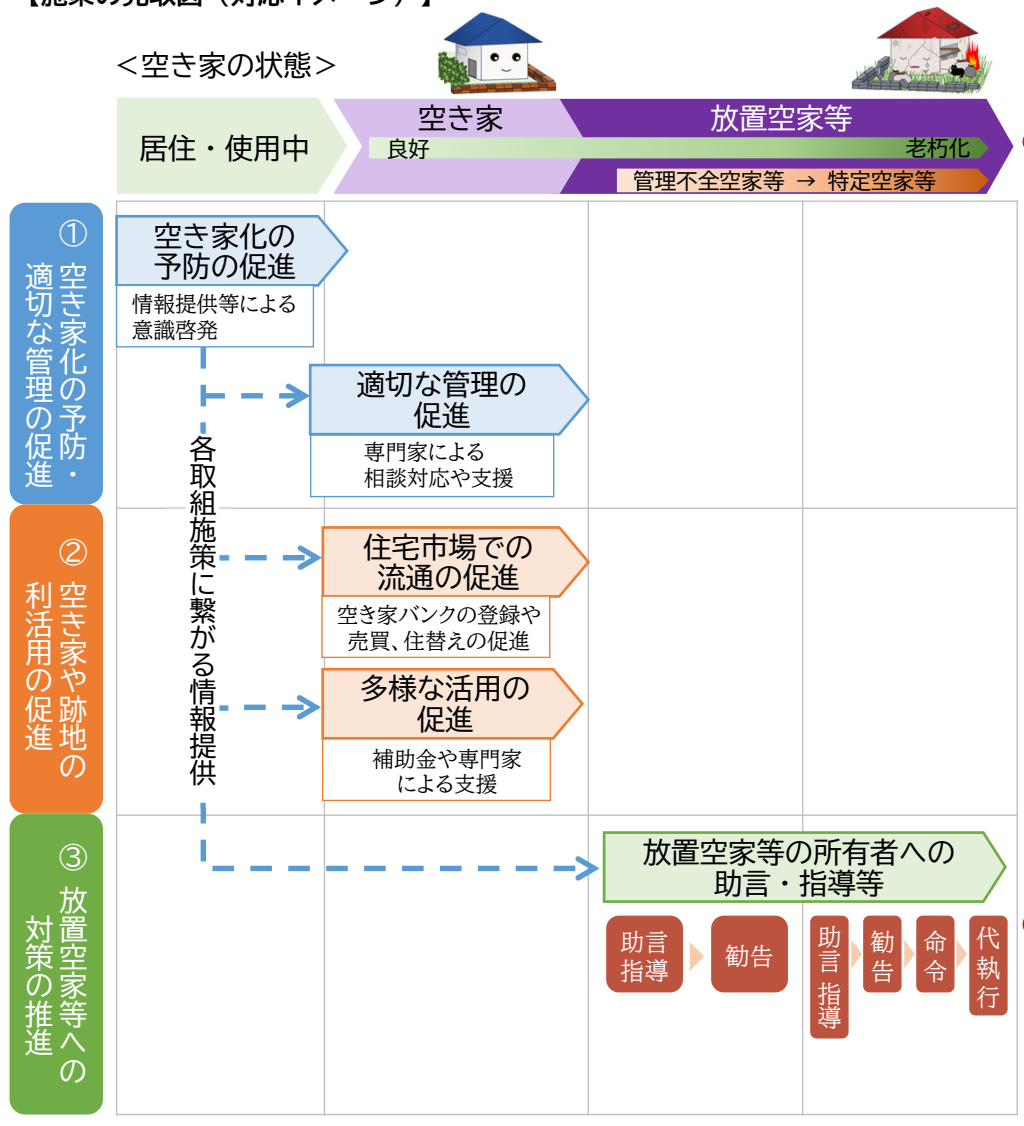 ＜空き家の状態＞
居住・使用中
空き家
放置空家等
良好
老朽化
管理不全空家等 → 特定空家等
① 空き家化の予防・
適切な管理の促進
空き家化の
予防の促進
情報提供等による
意識啓発
適切な管理の
促進
専門家による
相談対応や支援
各取組施策に繋がる情報提供
② 空き家や跡地の
利活用の促進
住宅市場での
流通の促進
空き家バンクの登録や
売買、住替えの促進
多様な活用の
促進
補助金や専門家
による支援
③ 放置空家等への
対策の推進
放置空家等の所有者への
助言・指導等
助言
指導
勧告
助言 指導
勧告
命令
代執行